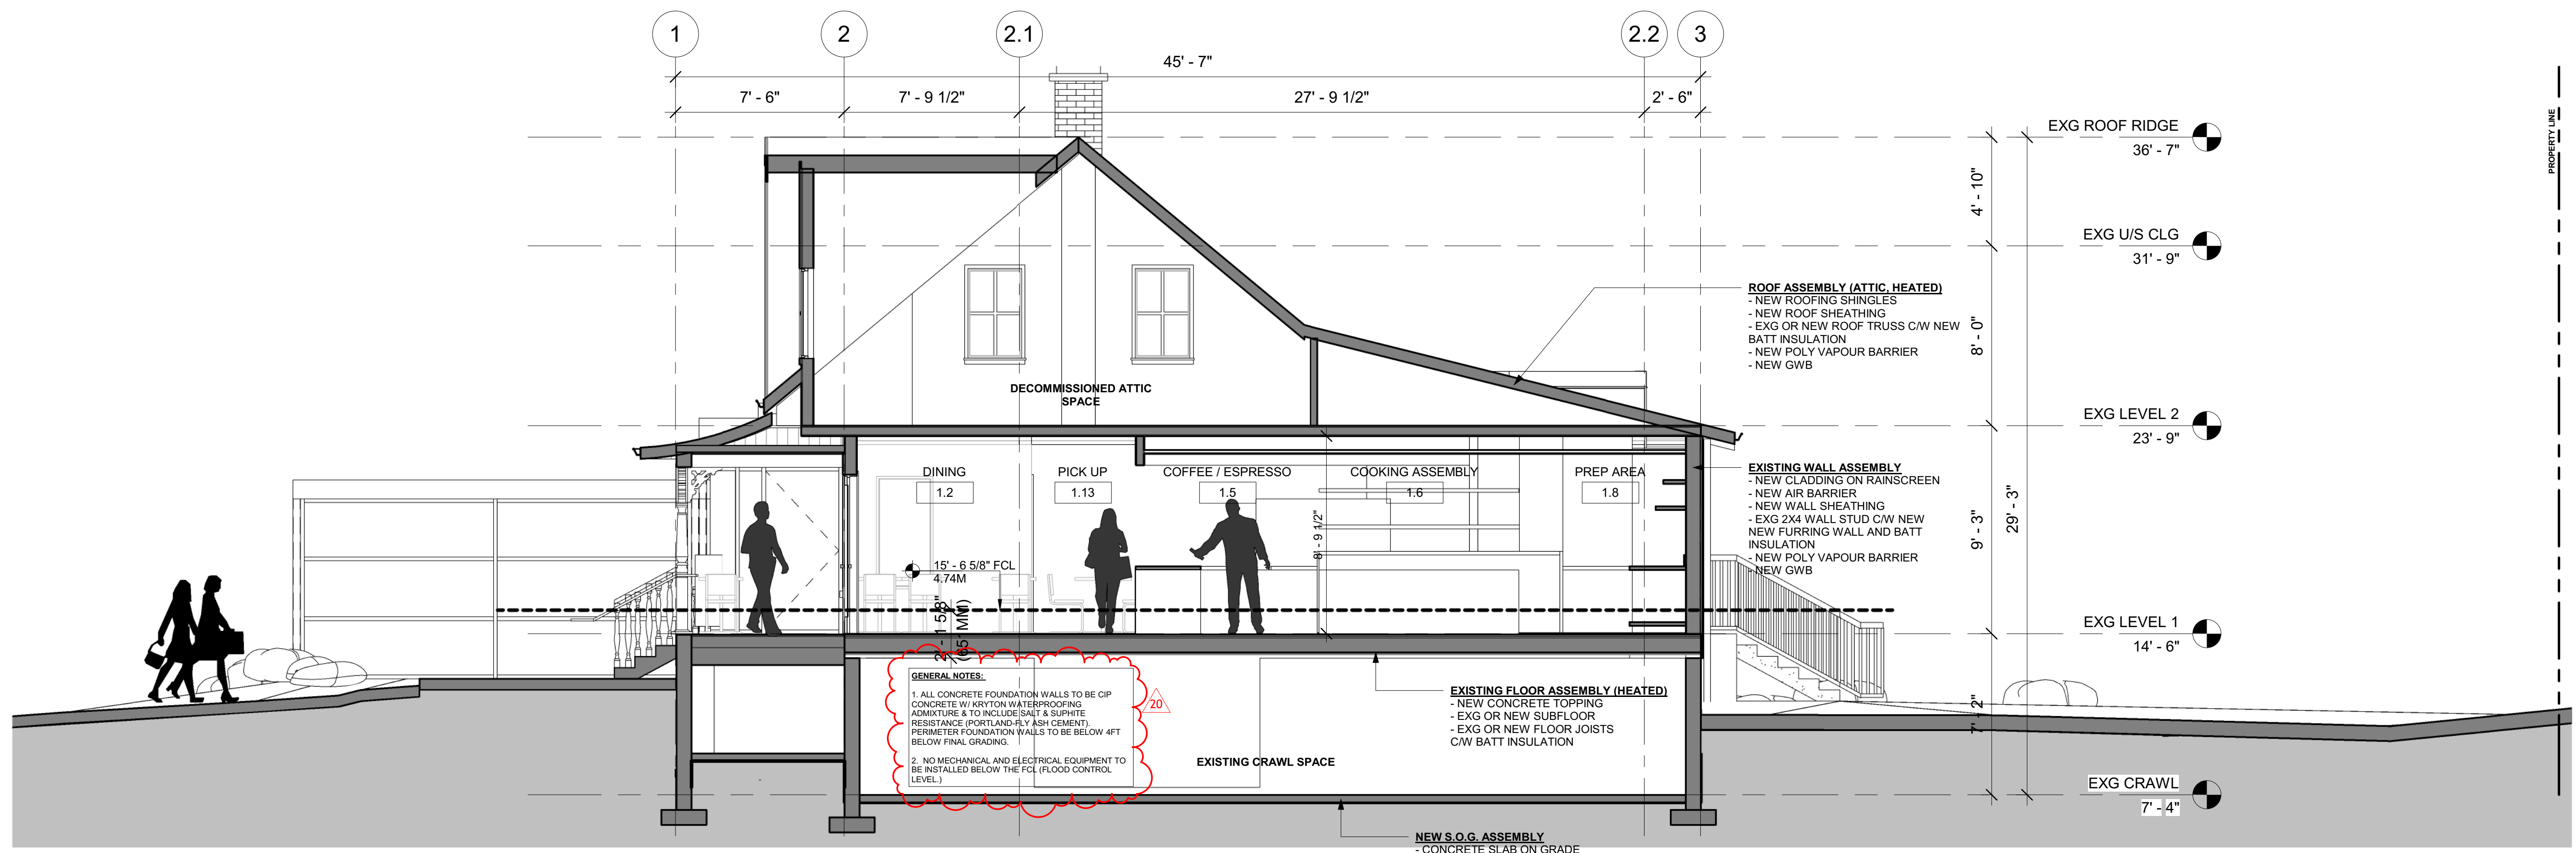 1
2
2.1
2.2
3
45' - 7"
7' - 6"
7' - 9 1/2"
27' - 9 1/2"
2' - 6"
PROPERTY LINE
EXG ROOF RIDGE
36' - 7"
4' - 10"
EXG U/S CLG
31' - 9"
8' - 0"
ROOF ASSEMBLY (ATTIC, HEATED)
- NEW ROOFING SHINGLES
- NEW ROOF SHEATHING
- EXG OR NEW ROOF TRUSS C/W NEW
BATT INSULATION
- NEW POLY VAPOUR BARRIER
- NEW GWB
DECOMMISSIONED ATTIC
SPACE
EXG LEVEL 2
23' - 9"
9' - 3"
29' - 3"
DINING
1.2
PICK UP
1.13
COFFEE / ESPRESSO
1.5
COOKING ASSEMBLY
1.6
PREP AREA
1.8
EXISTING WALL ASSEMBLY
- NEW CLADDING ON RAINSCREEN
- NEW AIR BARRIER
- NEW WALL SHEATHING
- EXG 2X4 WALL STUD C/W NEW
NEW FURRING WALL AND BATT
INSULATION
- NEW POLY VAPOUR BARRIER
- NEW GWB
8' - 9 1/2"
15' - 6 5/8" FCL
4.74M
2' - 1 5/8"
(651 MM)
EXG LEVEL 1
14' - 6"
7' - 2"
GENERAL NOTES:
1. ALL CONCRETE FOUNDATION WALLS TO BE CIP
CONCRETE W/ KRYTON WATERPROOFING
ADMIXTURE & TO INCLUDE SALT & SUPHITE
RESISTANCE (PORTLAND-FLY ASH CEMENT).
PERIMETER FOUNDATION WALLS TO BE BELOW 4FT
BELOW FINAL GRADING.
2. NO MECHANICAL AND ELECTRICAL EQUIPMENT TO
BE INSTALLED BELOW THE FCL (FLOOD CONTROL
LEVEL.)
20
EXISTING FLOOR ASSEMBLY (HEATED)
- NEW CONCRETE TOPPING
- EXG OR NEW SUBFLOOR
- EXG OR NEW FLOOR JOISTS
C/W BATT INSULATION
EXISTING CRAWL SPACE
EXG CRAWL
7' - 4"
NEW S.O.G. ASSEMBLY
- CONCRETE SLAB ON GRADE